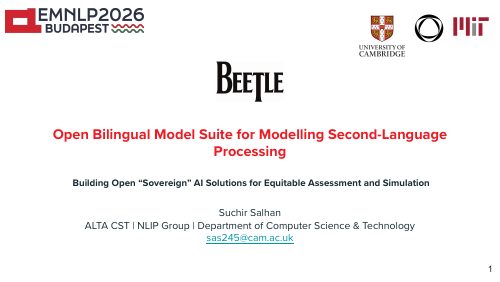 EMNLP2026
BUDAPEST
UNIVERSITY OF
CAMBRIDGE
MIT
BEETLE
Open Bilingual Model Suite for Modelling Second-Language
Processing
Building Open “Sovereign” AI Solutions for Equitable Assessment and Simulation
Suchir Salhan
ALTA CST | NLIP Group | Department of Computer Science & Technology
sas245@cam.ac.uk
1